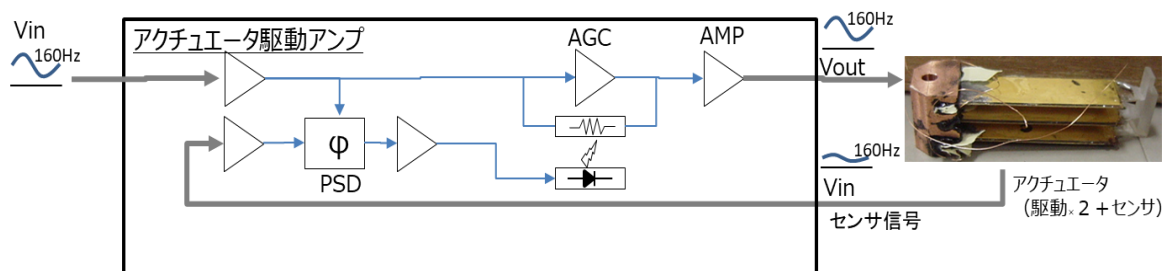 Vin
160Hz
アクチュエータ駆動アンプ
AGC
AMP
160Hz
Vout
φ
PSD
160Hz
Vin
センサ信号
アクチュエータ
(駆動×２＋センサ)